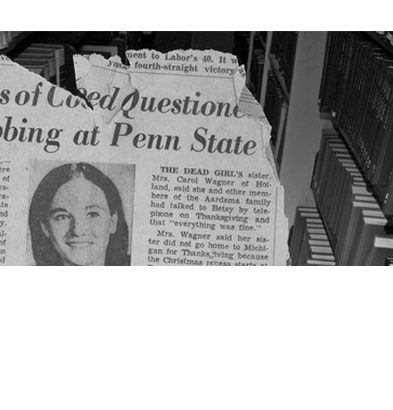 ment to Labor's 40. It w
fourth-straight victory
s of Coed Questione
bbing at Penn State
THE DEAD GIRL'S sister,
Mrs. Carol Wagner of Hol-
land, said she and other mem-
bers of the Aardsma family
had talked to Betsy by tele-
phone on Thanksgiving and
that "everything was fine."
Mrs. Wagner said her sis-
ter did not go home to Michi-
gan for Thanksgiving because
the Christmas recess starts at